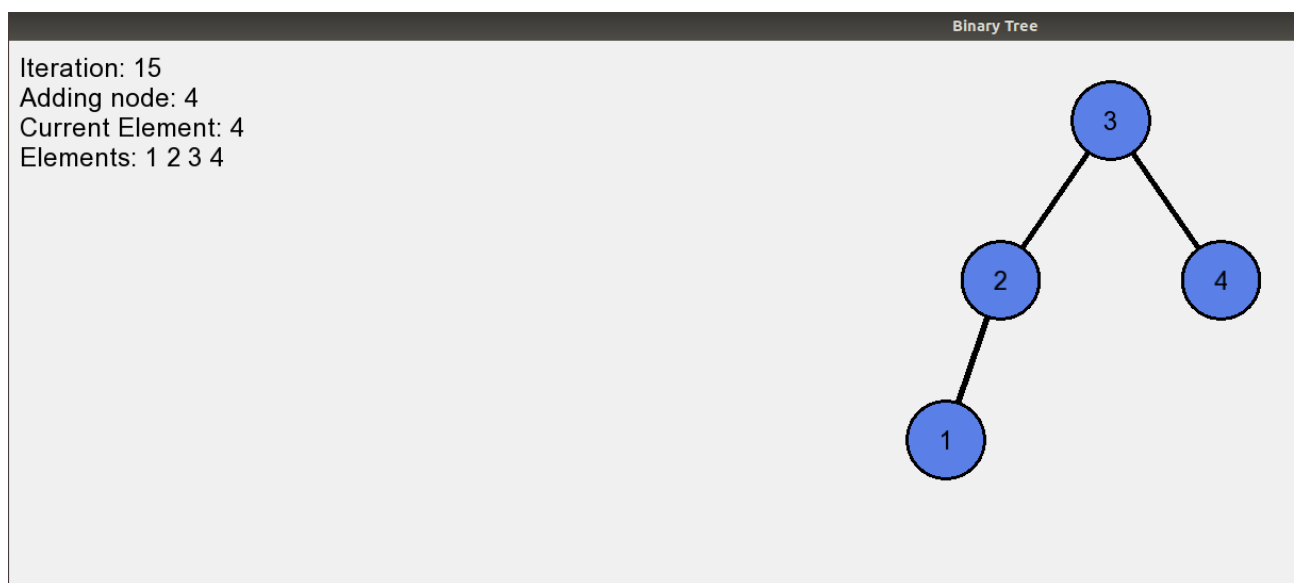 Binary Tree
Iteration: 15
Adding node: 4
Current Element: 4
Elements: 1 2 3 4
3
2
4
1